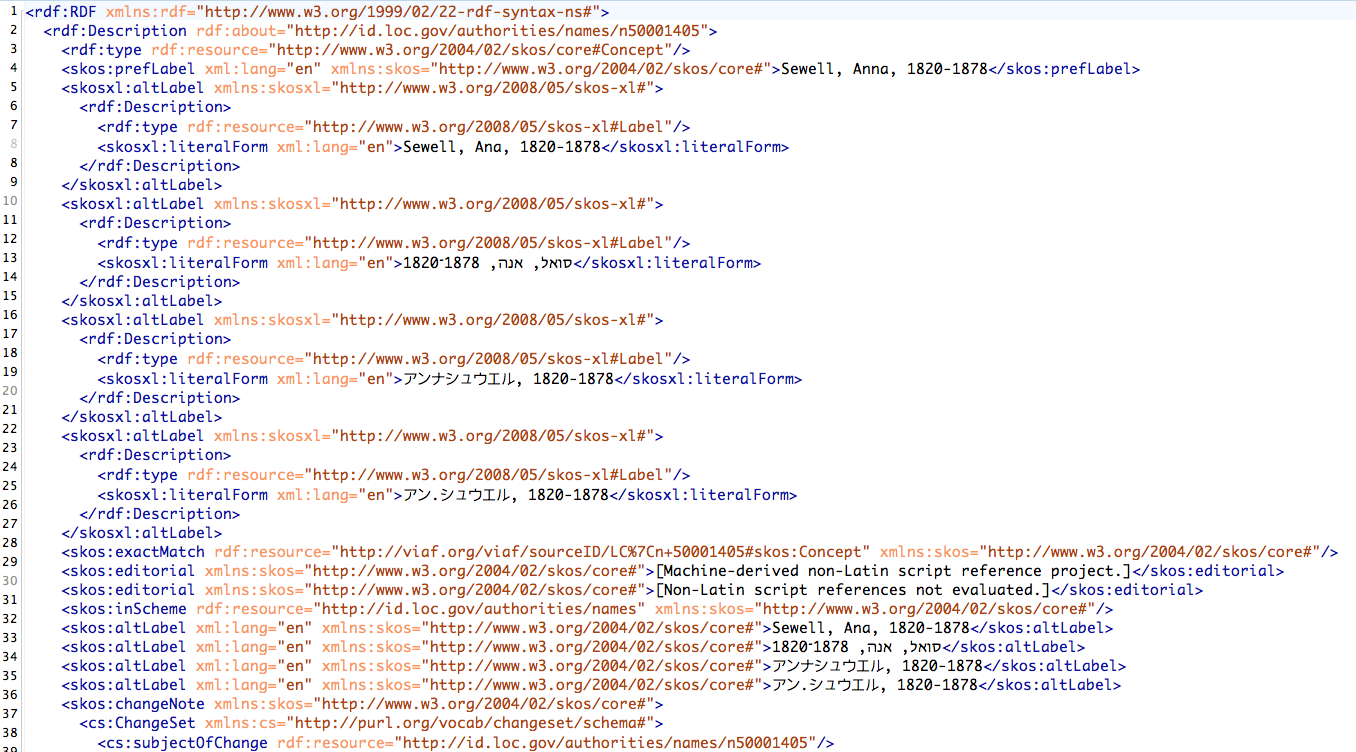 1 <rdf:RDF xmlns:rdf="http://www.w3.org/1999/02/22-rdf-syntax-ns#">
2 <rdf:Description rdf:about="http://id.loc.gov/authorities/names/n50001405">
3 <rdf:type rdf:resource="http://www.w3.org/2004/02/skos/core#Concept"/>
4 <skos:prefLabel xml:lang="en" xmlns:skos="http://www.w3.org/2004/02/skos/core#">Sewell, Anna, 1820-1878</skos:prefLabel>
5 <skosxl:altLabel xmlns:skosxl="http://www.w3.org/2008/05/skos-xl#">
6 <rdf:Description>
7 <rdf:type rdf:resource="http://www.w3.org/2008/05/skos-xl#Label"/>
8 <skosxl:literalForm xml:lang="en">Sewell, Ana, 1820-1878</skosxl:literalForm>
8 </rdf:Description>
9 </skosxl:altLabel>
10 <skosxl:altLabel xmlns:skosxl="http://www.w3.org/2008/05/skos-xl#">
11 <rdf:Description>
12 <rdf:type rdf:resource="http://www.w3.org/2008/05/skos-xl#Label"/>
13 <skosxl:literalForm xml:lang="en">סואל, אנה, 1878־1820</skosxl:literalForm>
14 </rdf:Description>
15 </skosxl:altLabel>
16 <skosxl:altLabel xmlns:skosxl="http://www.w3.org/2008/05/skos-xl#">
17 <rdf:Description>
18 <rdf:type rdf:resource="http://www.w3.org/2008/05/skos-xl#Label"/>
19 <skosxl:literalForm xml:lang="en">アンナシュウエル, 1820-1878</skosxl:literalForm>
20 </rdf:Description>
21 </skosxl:altLabel>
22 <skosxl:altLabel xmlns:skosxl="http://www.w3.org/2008/05/skos-xl#">
23 <rdf:Description>
24 <rdf:type rdf:resource="http://www.w3.org/2008/05/skos-xl#Label"/>
25 <skosxl:literalForm xml:lang="en">アン.シュウエル, 1820-1878</skosxl:literalForm>
26 </rdf:Description>
27 </skosxl:altLabel>
28 <skos:exactMatch rdf:resource="http://viaf.org/viaf/sourceID/LC%7Cn+50001405#skos:Concept" xmlns:skos="http://www.w3.org/2004/02/skos/core#"/>
29 <skos:editorial xmlns:skos="http://www.w3.org/2004/02/skos/core#">[Machine-derived non-Latin script reference project.]</skos:editorial>
30 <skos:editorial xmlns:skos="http://www.w3.org/2004/02/skos/core#">[Non-Latin script references not evaluated.]</skos:editorial>
31 <skos:inScheme rdf:resource="http://id.loc.gov/authorities/names" xmlns:skos="http://www.w3.org/2004/02/skos/core#"/>
32 <skos:altLabel xml:lang="en" xmlns:skos="http://www.w3.org/2004/02/skos/core#">Sewell, Ana, 1820-1878</skos:altLabel>
33 <skos:altLabel xml:lang="en" xmlns:skos="http://www.w3.org/2004/02/skos/core#">סואל, אנה, 1878־1820</skos:altLabel>
34 <skos:altLabel xml:lang="en" xmlns:skos="http://www.w3.org/2004/02/skos/core#">アンナシュウエル, 1820-1878</skos:altLabel>
35 <skos:altLabel xml:lang="en" xmlns:skos="http://www.w3.org/2004/02/skos/core#">アン.シュウエル, 1820-1878</skos:altLabel>
36 <skos:changeNote xmlns:skos="http://www.w3.org/2004/02/skos/core#">
37 <cs:ChangeSet xmlns:cs="http://purl.org/vocab/changeset/schema#">
38 <cs:subjectOfChange rdf:resource="http://id.loc.gov/authorities/names/n50001405"/>
39